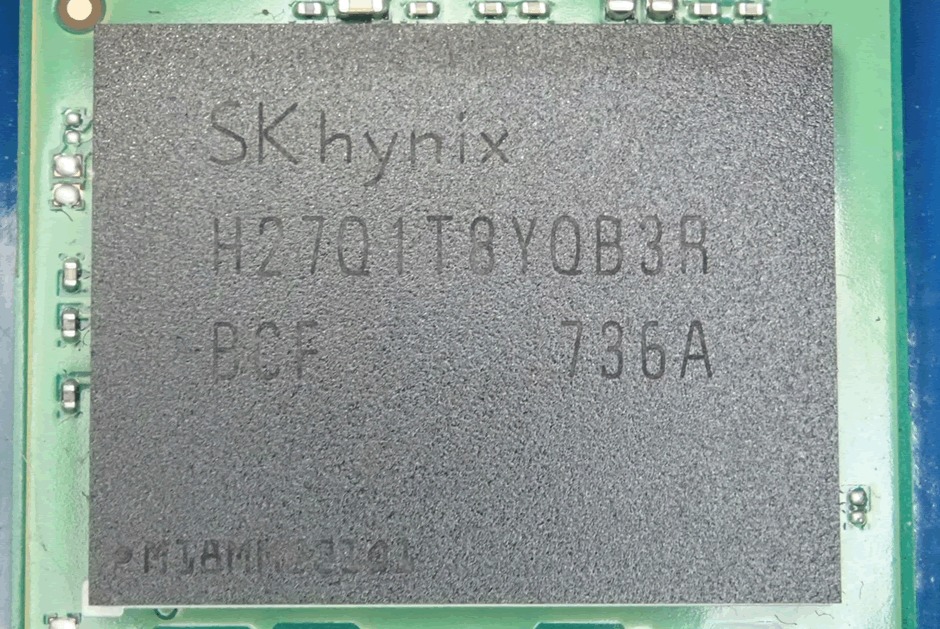 SK hynix
H27Q1T8YQB3R
BCF 736A